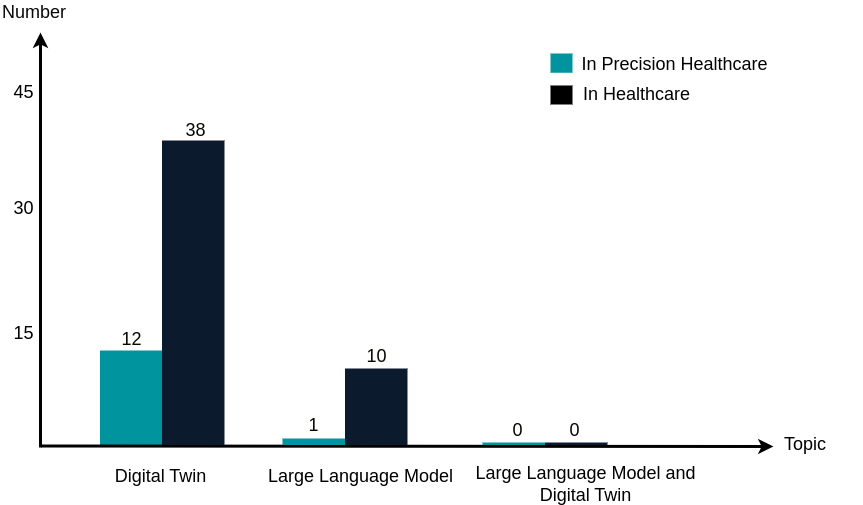 Number
In Precision Healthcare
In Healthcare
45
30
15
38
12
10
1
0
0
Topic
Digital Twin
Large Language Model
Large Language Model and
Digital Twin